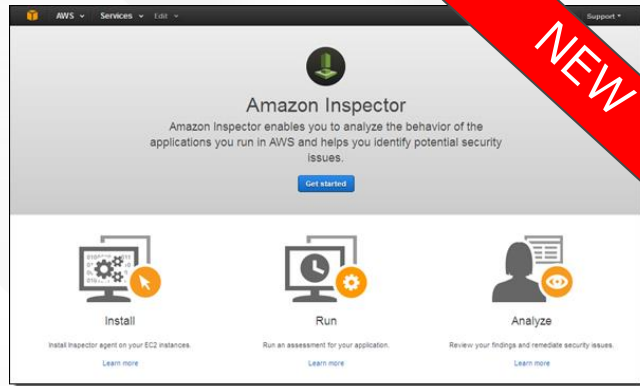 AWS Services Edit Support
NEW
Amazon Inspector
Amazon Inspector enables you to analyze the behavior of the
applications you run in AWS and helps you identify potential security
issues.
Get started
Install Run Analyze
Install Inspector agent on your EC2 instances. Run an assessment for your application. Review your findings and remediate security issues.
Learn more Learn more Learn more